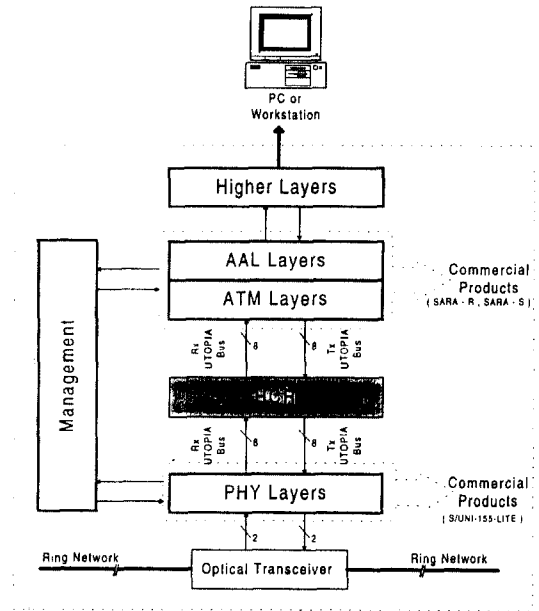 PC or
Workstation
Higher Layers
AAL Layers
ATM Layers
Commercial
Products
( SARA - R , SARA - S )
Management
Rx
UTOPIA
Bus
8
8
Tx
UTOPIA
Bus
Rx
UTOPIA
Bus
8
8
Tx
UTOPIA
Bus
PHY Layers
Commercial
Products
( S/UNI-155-LITE )
2
2
Ring Network
Optical Transceiver
Ring Network